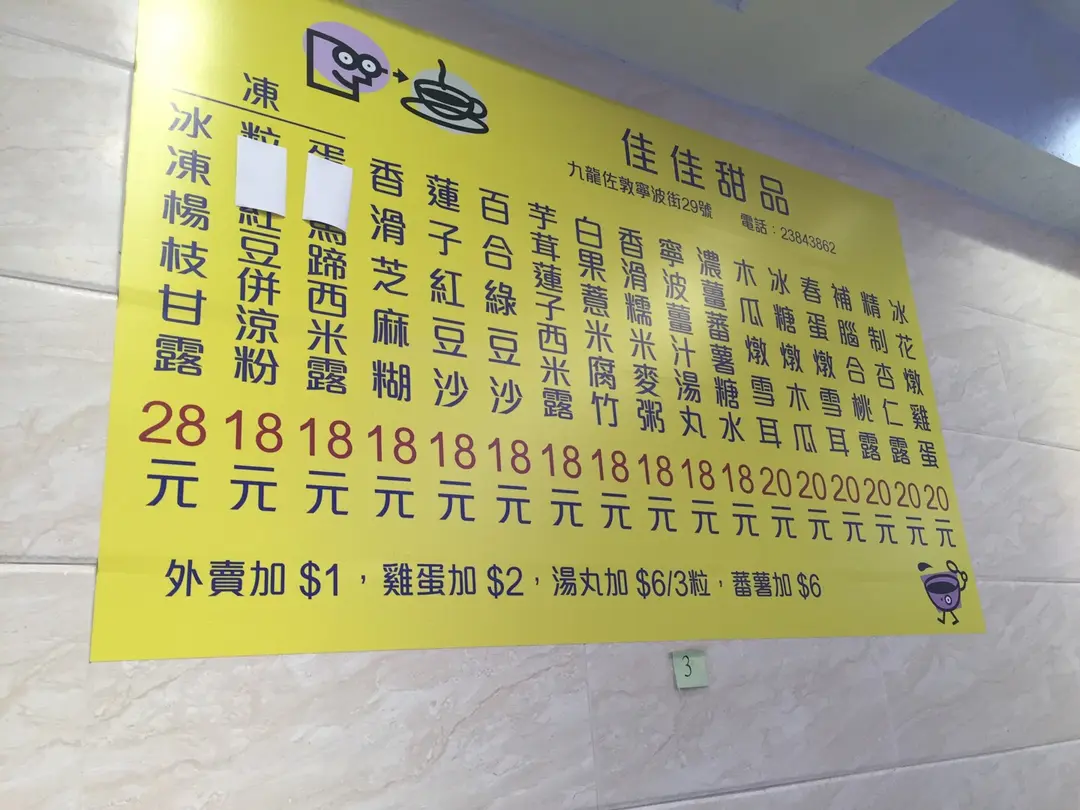 佳佳甜品
九龍佐敦寧波街29號
電話：23843862
冰花燉雞蛋 20元
精制杏仁露 20元
補腦合桃露 20元
春蛋燉雪耳 20元
冰糖燉木瓜 20元
木瓜燉雪耳 20元
濃薑蕃薯糖水 18元
寧波薑汁湯丸 18元
香滑糯米麥粥 18元
白果薏米腐竹 18元
芋茸蓮子西米露 18元
百合綠豆沙 18元
蓮子紅豆沙 18元
香滑芝麻糊 18元
凍
馬蹄西米露 18元
紅豆併涼粉 18元
冰凍楊枝甘露 28元
外賣加 $1，雞蛋加 $2，湯丸加 $6/3粒，蕃薯加 $6
3